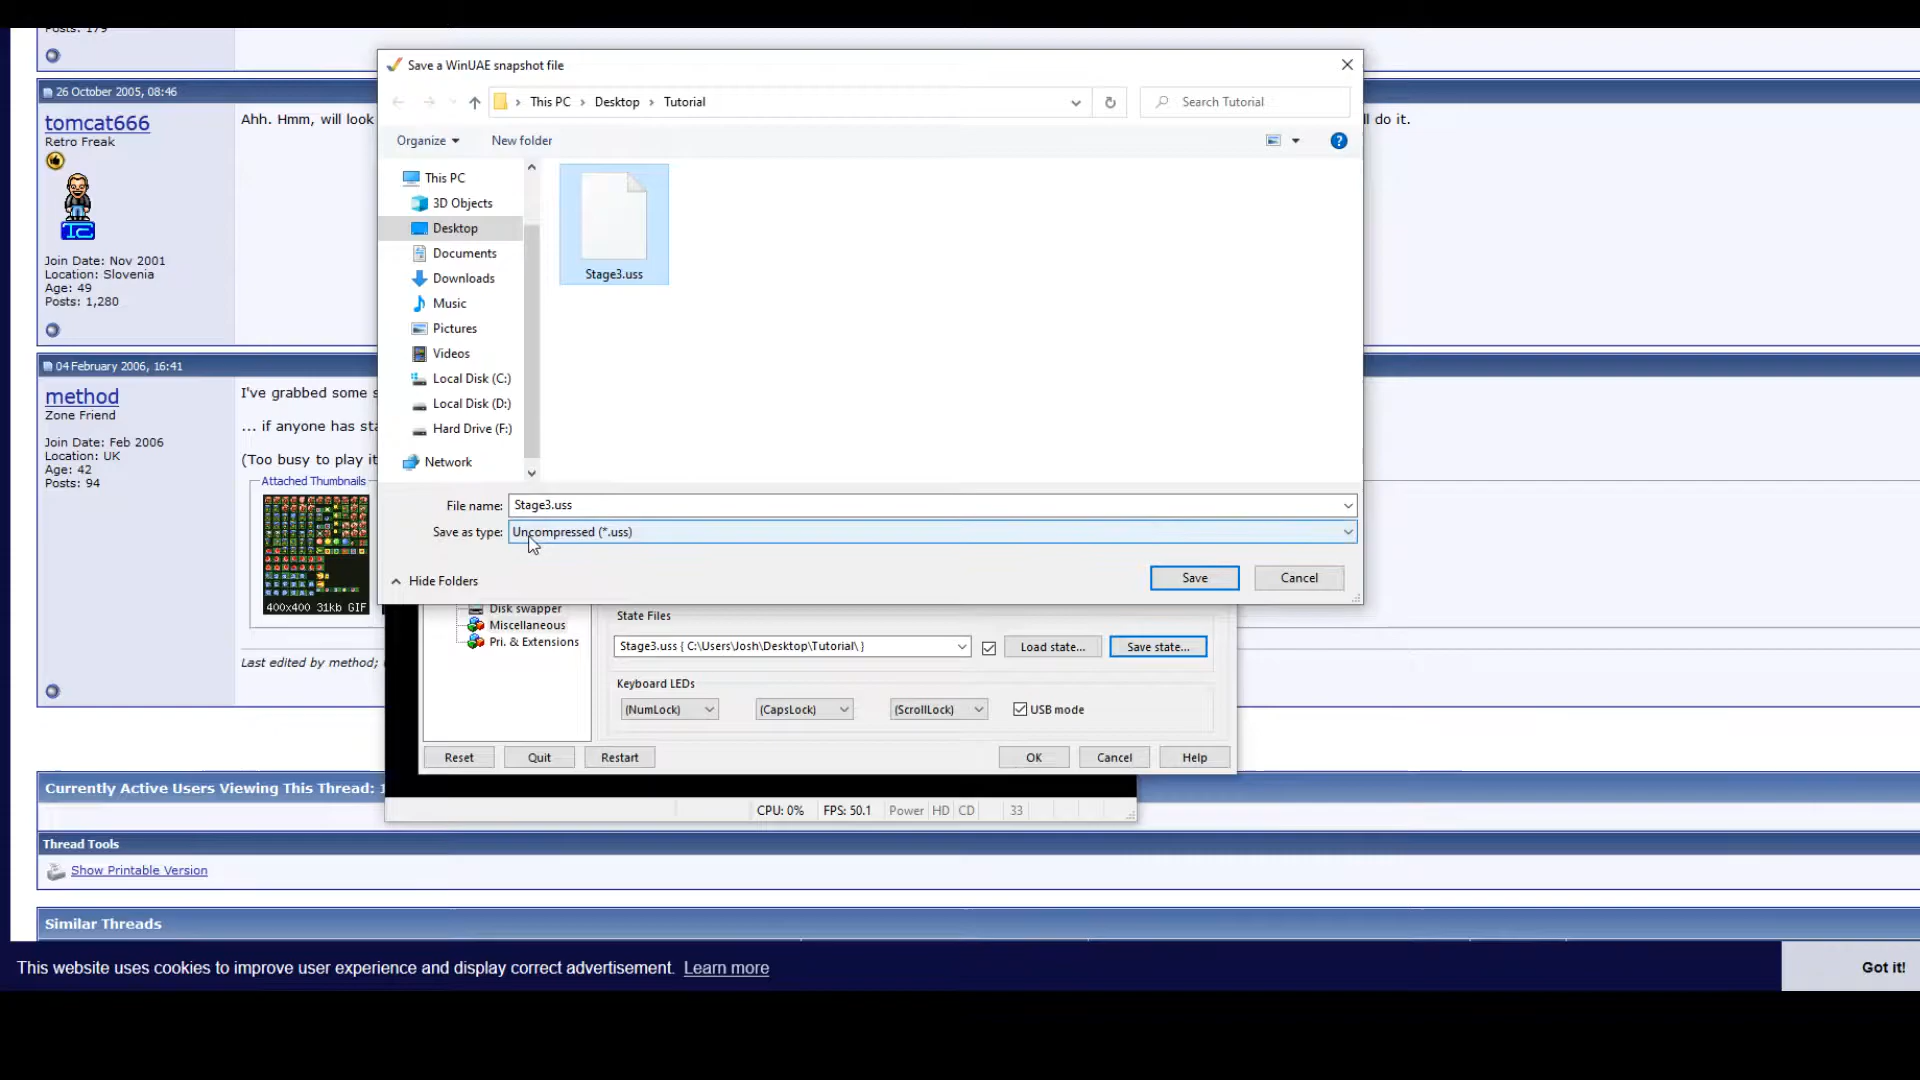 Posts: 179
26 October 2005, 08:46
tomcat666
Retro Freak
Join Date: Nov 2001
Location: Slovenia
Age: 49
Posts: 1,280
Ahh. Hmm, will look
ll do it.
04 February 2006, 16:41
method
Zone Friend
Join Date: Feb 2006
Location: UK
Age: 42
Posts: 94
I've grabbed some s
... if anyone has sta
(Too busy to play it
Attached Thumbnails
400x400 31kb GIF
Last edited by method;
Save a WinUAE snapshot file
This PC > Desktop > Tutorial
Search Tutorial
Organize
New folder
This PC
3D Objects
Desktop
Documents
Downloads
Music
Pictures
Videos
Local Disk (C:)
Local Disk (D:)
Hard Drive (F:)
Network
Stage3.uss
File name: Stage3.uss
Save as type: Uncompressed (*.uss)
Hide Folders
Save
Cancel
Disk swapper
Miscellaneous
Pri. & Extensions
State Files
Stage3.uss { C:\Users\Josh\Desktop\Tutorial\ }
Load state...
Save state...
Keyboard LEDs
(NumLock)
(CapsLock)
(ScrollLock)
USB mode
Reset
Quit
Restart
OK
Cancel
Help
CPU: 0%
FPS: 50.1
Power
HD
CD
33
Currently Active Users Viewing This Thread: 1
Thread Tools
Show Printable Version
Similar Threads
This website uses cookies to improve user experience and display correct advertisement. Learn more
Got it!